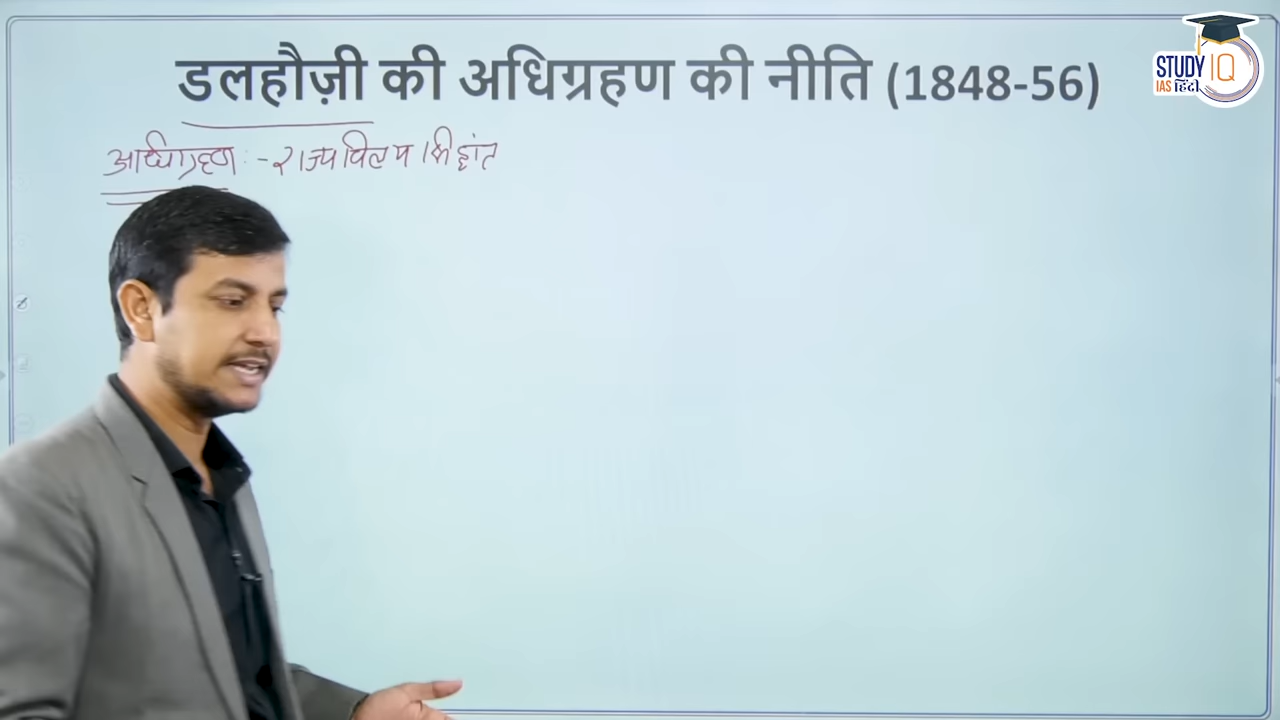 डलहौज़ी की अधिग्रहण की नीति (1848-56)
अधिग्रहण :- राज्य विलय सिद्धांत
STUDY IQ
IAS हिंदी